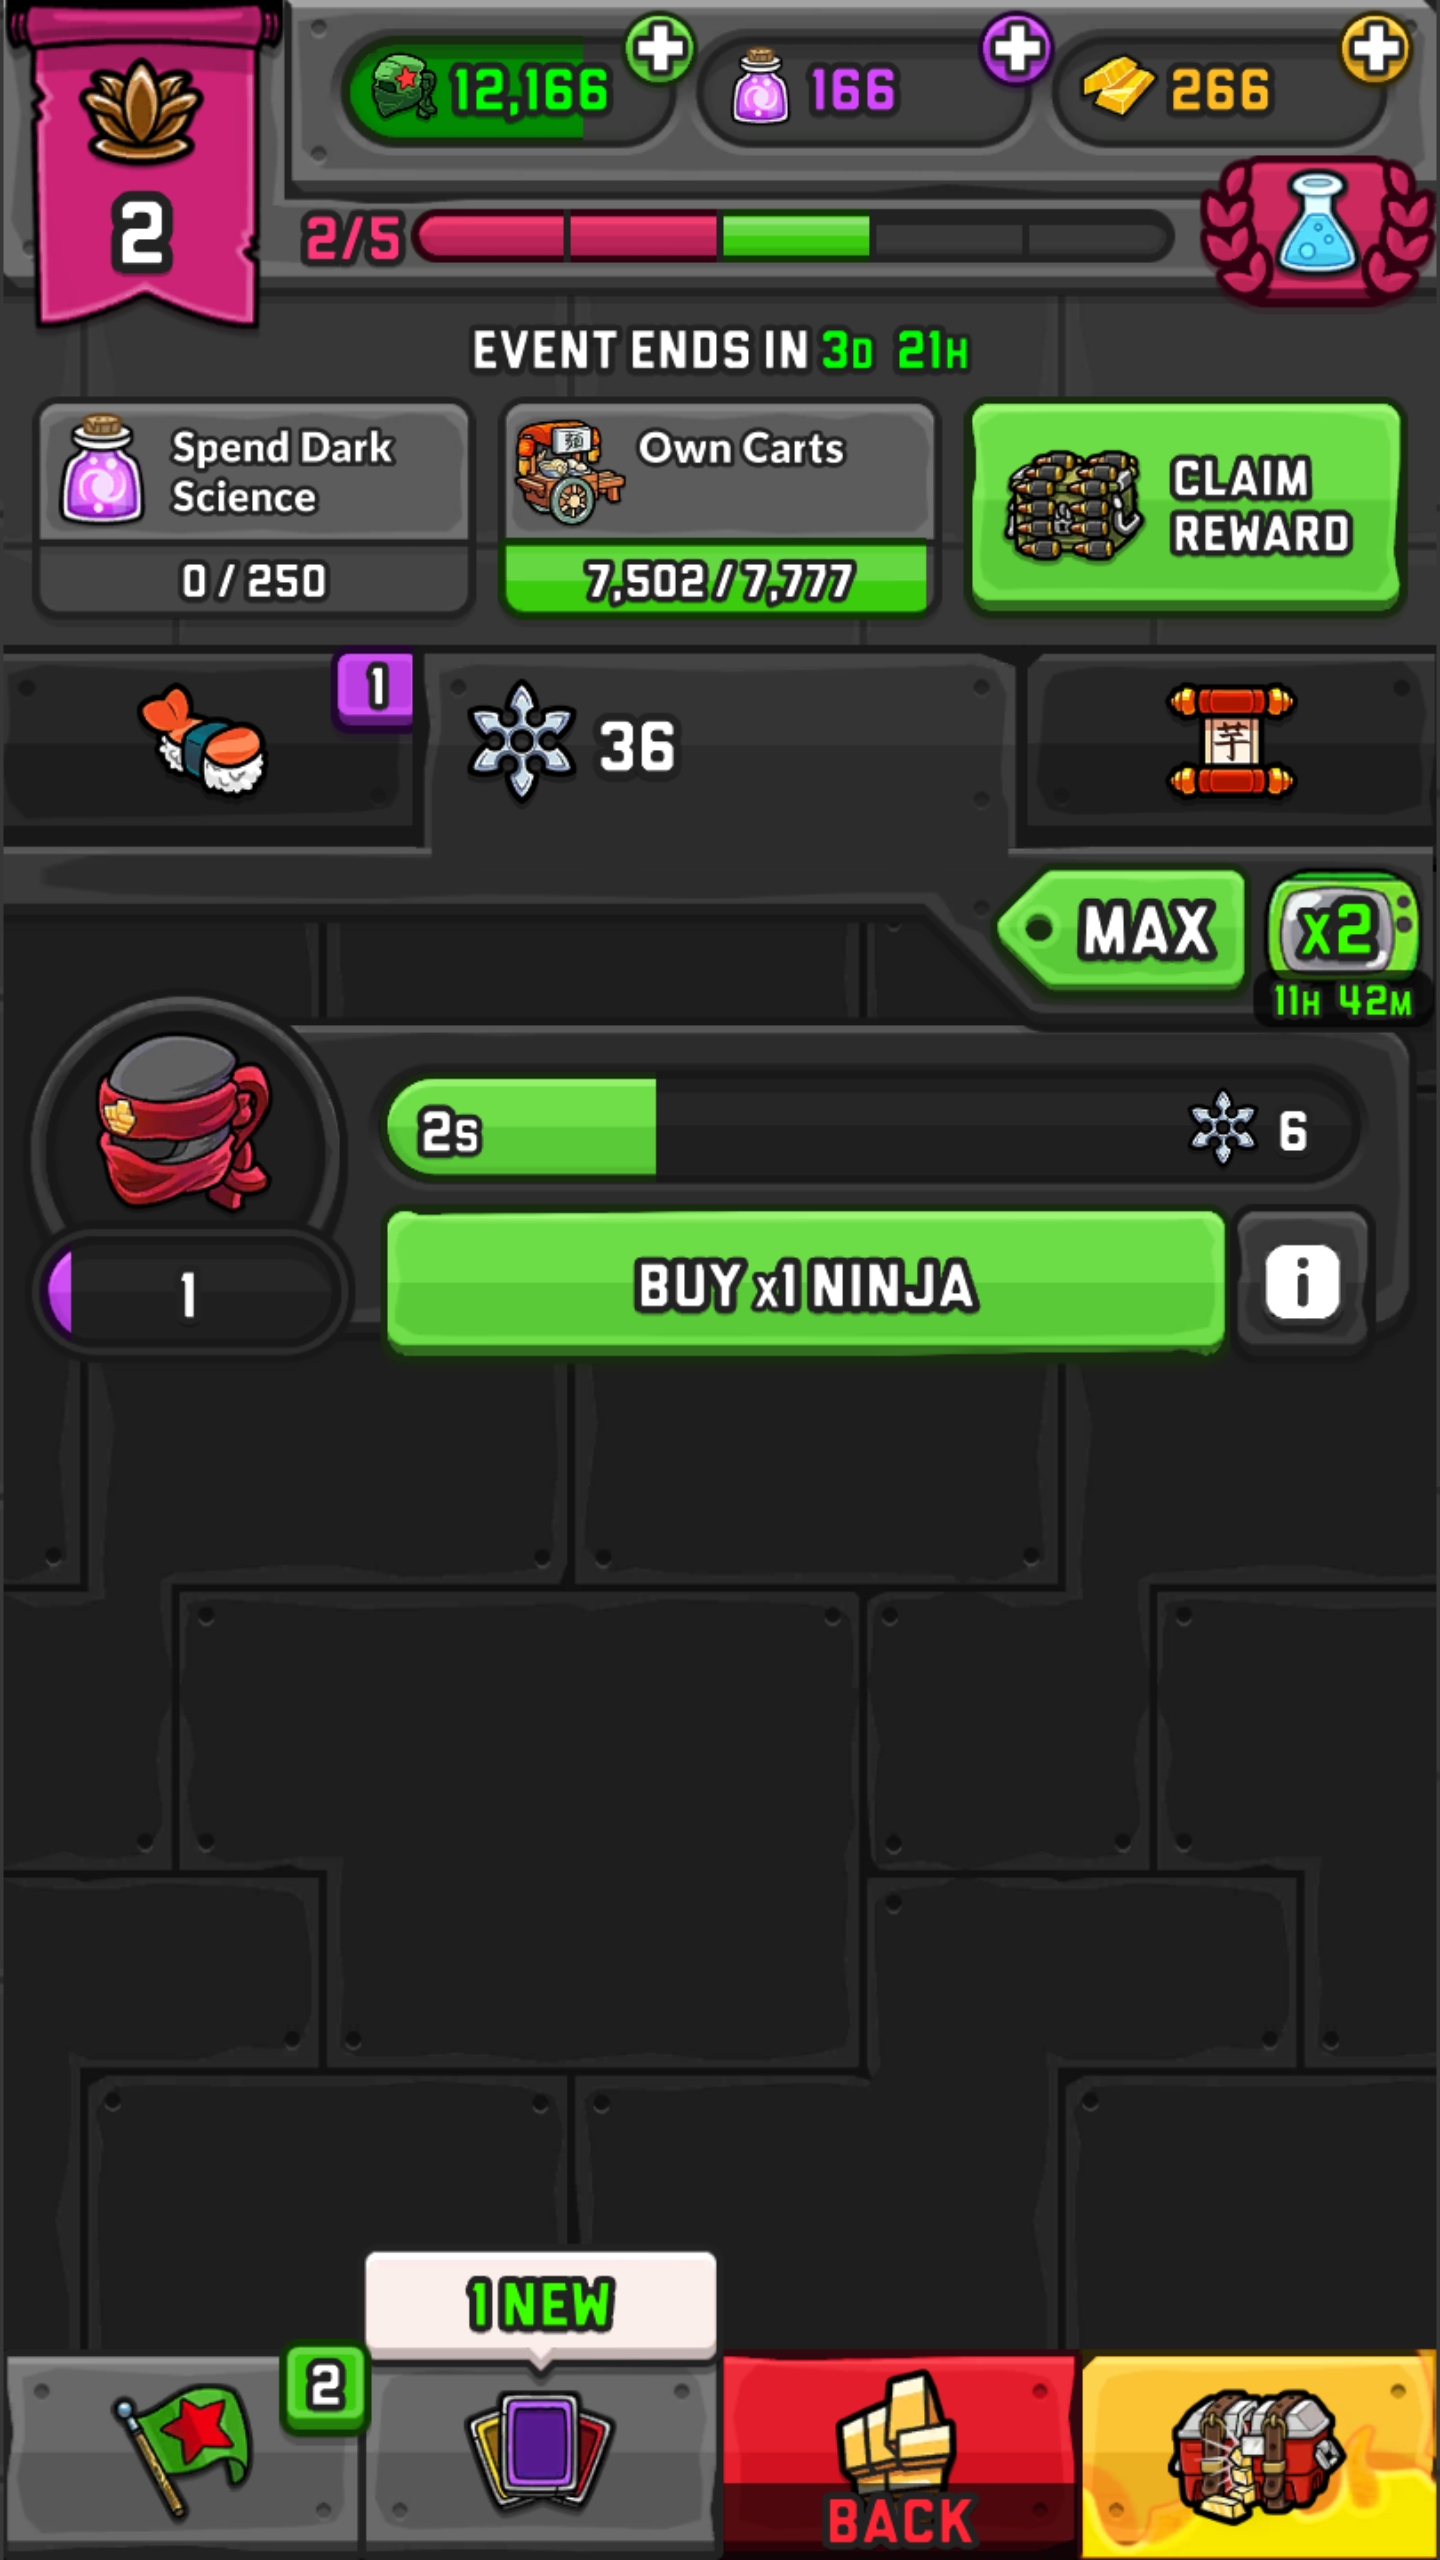 12,166
166
266
2
2/5
EVENT ENDS IN 3D 21H
Spend Dark
Science
0 / 250
Own Carts
7,502 / 7,777
CLAIM
REWARD
1
36
芋
MAX
x2
11H 42M
2S
6
1
BUY x1 NINJA
i
1 NEW
2
BACK